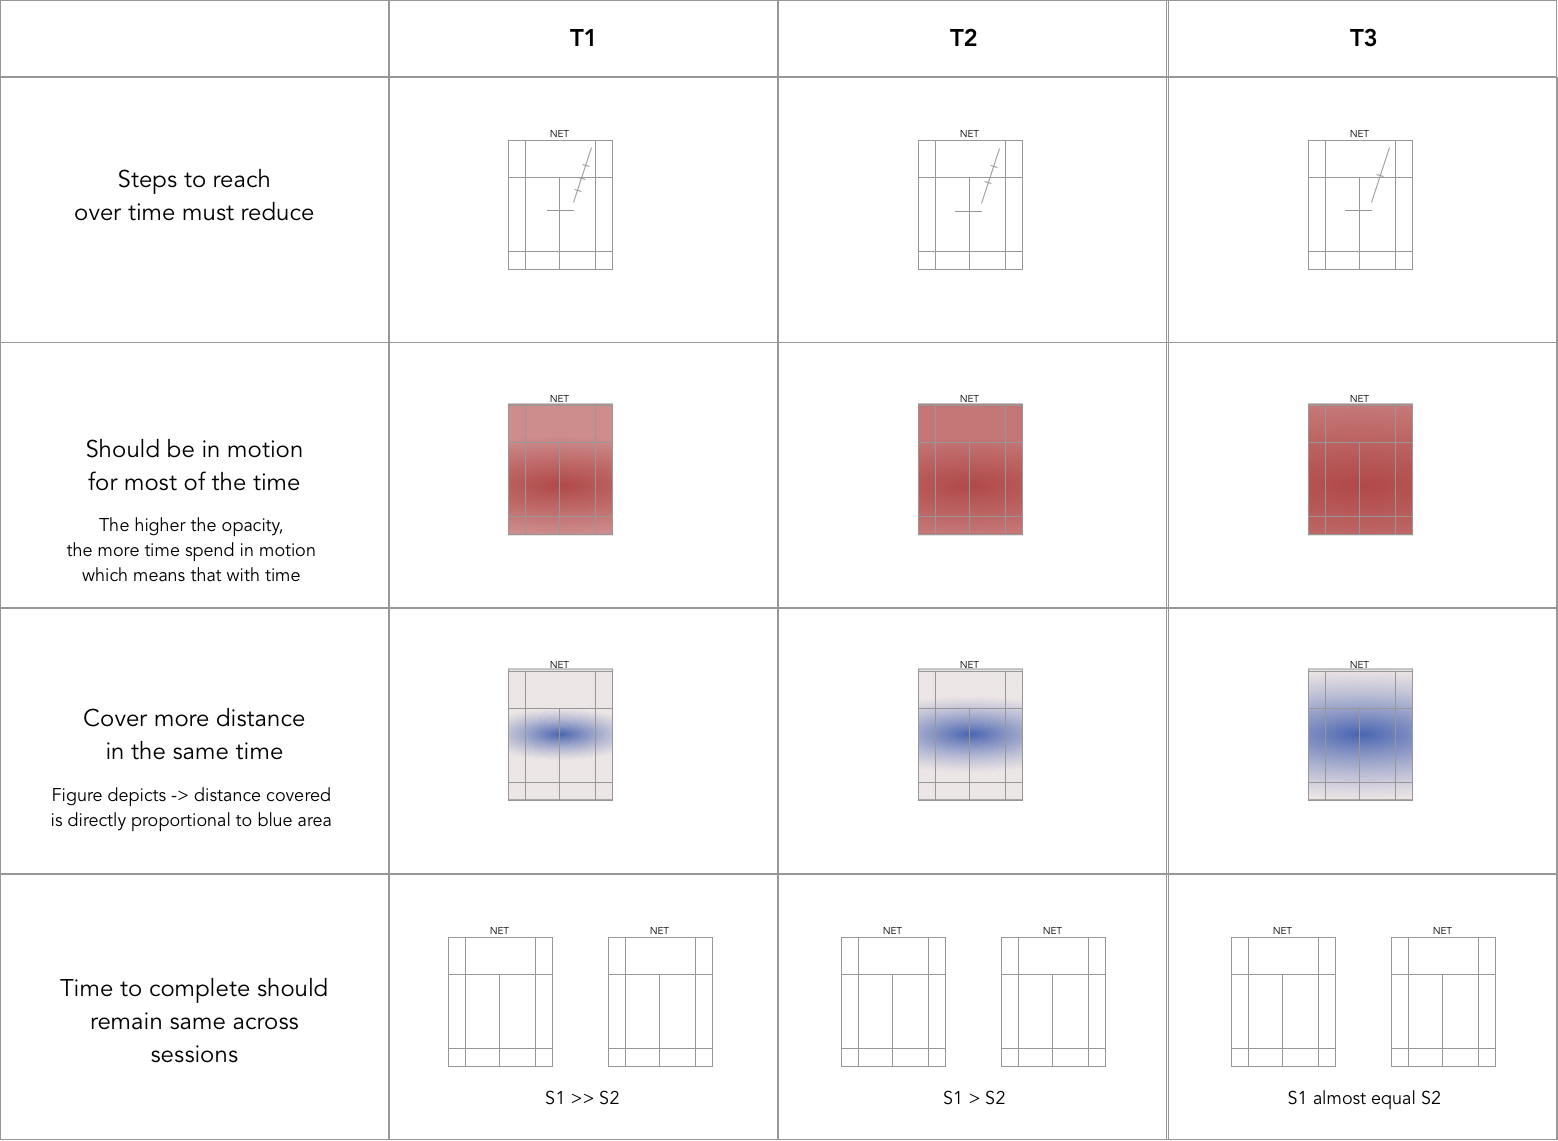 T1
T2
T3
Steps to reach
over time must reduce
NET
NET
NET
Should be in motion
for most of the time
The higher the opacity,
the more time spend in motion
which means that with time
NET
NET
NET
Cover more distance
in the same time
Figure depicts -> distance covered
is directly proportional to blue area
NET
NET
NET
Time to complete should
remain same across
sessions
NET
NET
NET
NET
NET
NET
S1 >> S2
S1 > S2
S1 almost equal S2